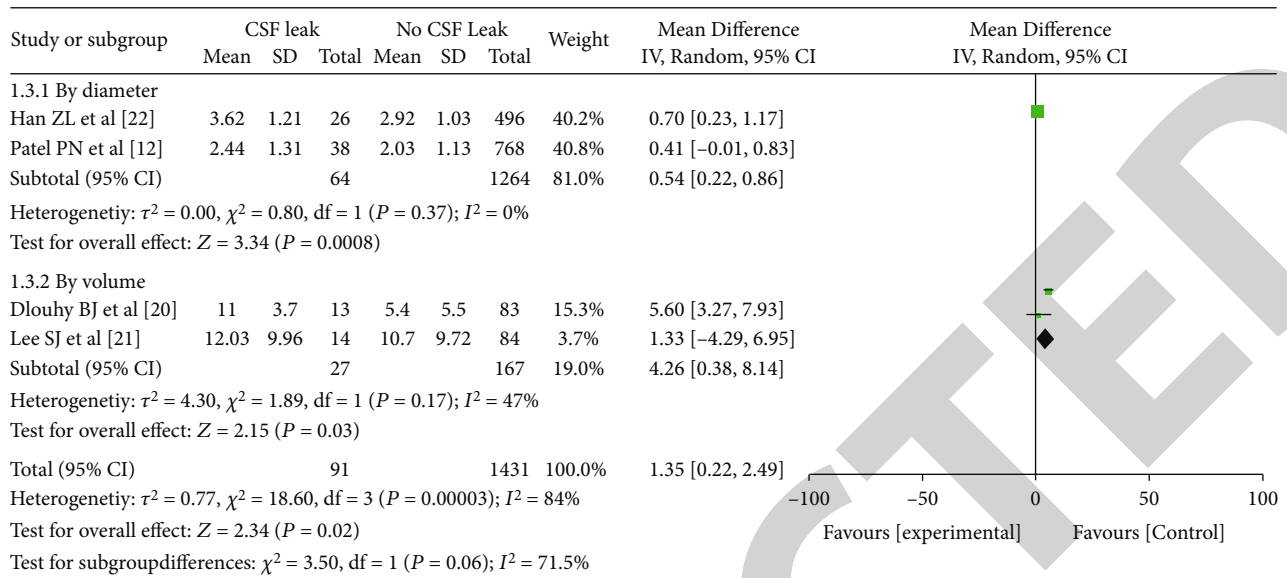 Study or subgroup CSF leak No CSF Leak Weight Mean Difference Mean Difference
Mean SD Total Mean SD Total IV, Random, 95% CI IV, Random, 95% CI
1.3.1 By diameter
Han ZL et al [22] 3.62 1.21 26 2.92 1.03 496 40.2% 0.70 [0.23, 1.17]
Patel PN et al [12] 2.44 1.31 38 2.03 1.13 768 40.8% 0.41 [–0.01, 0.83]
Subtotal (95% CI) 64 1264 81.0% 0.54 [0.22, 0.86]
Heterogenetiy: τ² = 0.00, χ² = 0.80, df = 1 (P = 0.37); I² = 0%
Test for overall effect: Z = 3.34 (P = 0.0008)
1.3.2 By volume
Dlouhy BJ et al [20] 11 3.7 13 5.4 5.5 83 15.3% 5.60 [3.27, 7.93]
Lee SJ et al [21] 12.03 9.96 14 10.7 9.72 84 3.7% 1.33 [–4.29, 6.95]
Subtotal (95% CI) 27 167 19.0% 4.26 [0.38, 8.14]
Heterogenetiy: τ² = 4.30, χ² = 1.89, df = 1 (P = 0.17); I² = 47%
Test for overall effect: Z = 2.15 (P = 0.03)
Total (95% CI) 91 1431 100.0% 1.35 [0.22, 2.49]
Heterogenetiy: τ² = 0.77, χ² = 18.60, df = 3 (P = 0.00003); I² = 84%
–100 –50 0 50 100
Test for overall effect: Z = 2.34 (P = 0.02)
Favours [experimental] Favours [Control]
Test for subgroupdifferences: χ² = 3.50, df = 1 (P = 0.06); I² = 71.5%
CTED